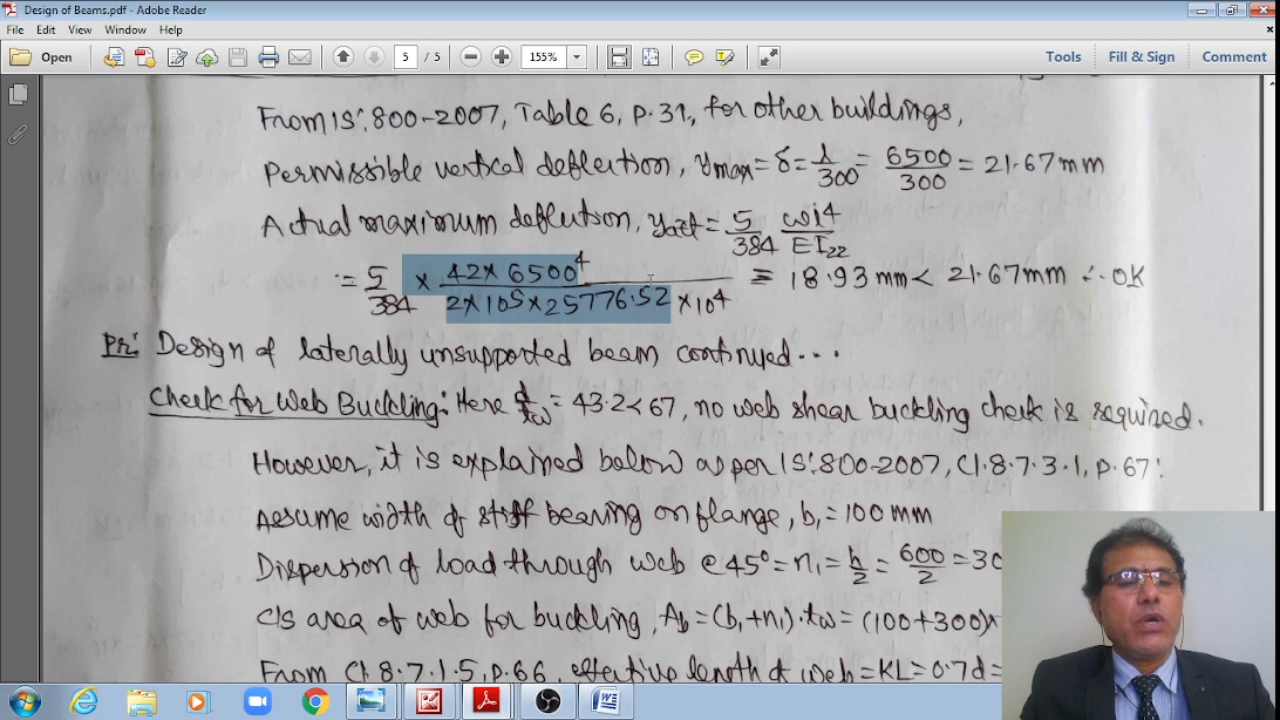 Design of Beams.pdf - Adobe Reader
File Edit View Window Help
Open 5 / 5 155% Tools Fill & Sign Comment
From IS:800-2007, Table 6, P.31, for other buildings,
Permissible vertical deflection, ymax = δ = l/300 = 6500/300 = 21.67 mm
Actual maximum deflection, yact = 5/384 wl⁴/EIzz
= 5/384 × 42×6500⁴/2×10⁵×25776.52×10⁴ = 18.93 mm < 21.67 mm ∴ OK
Pr: Design of laterally unsupported beam continued...
Check for Web Buckling: Here d/tw = 43.2 < 67, no web shear buckling check is required.
However, it is explained below as per IS:800-2007, Cl.8.7.3.1, p.67:
Assume width of stiff bearing on flange, b₁ = 100 mm
Dispersion of load through web @ 45° = n₁ = h/2 = 600/2 = 30
C/s area of web for buckling, Ab = (b₁+n₁).tw = (100+300)×
From Cl.8.7.1.5, p.66, effective length of web = KL = 0.7d =